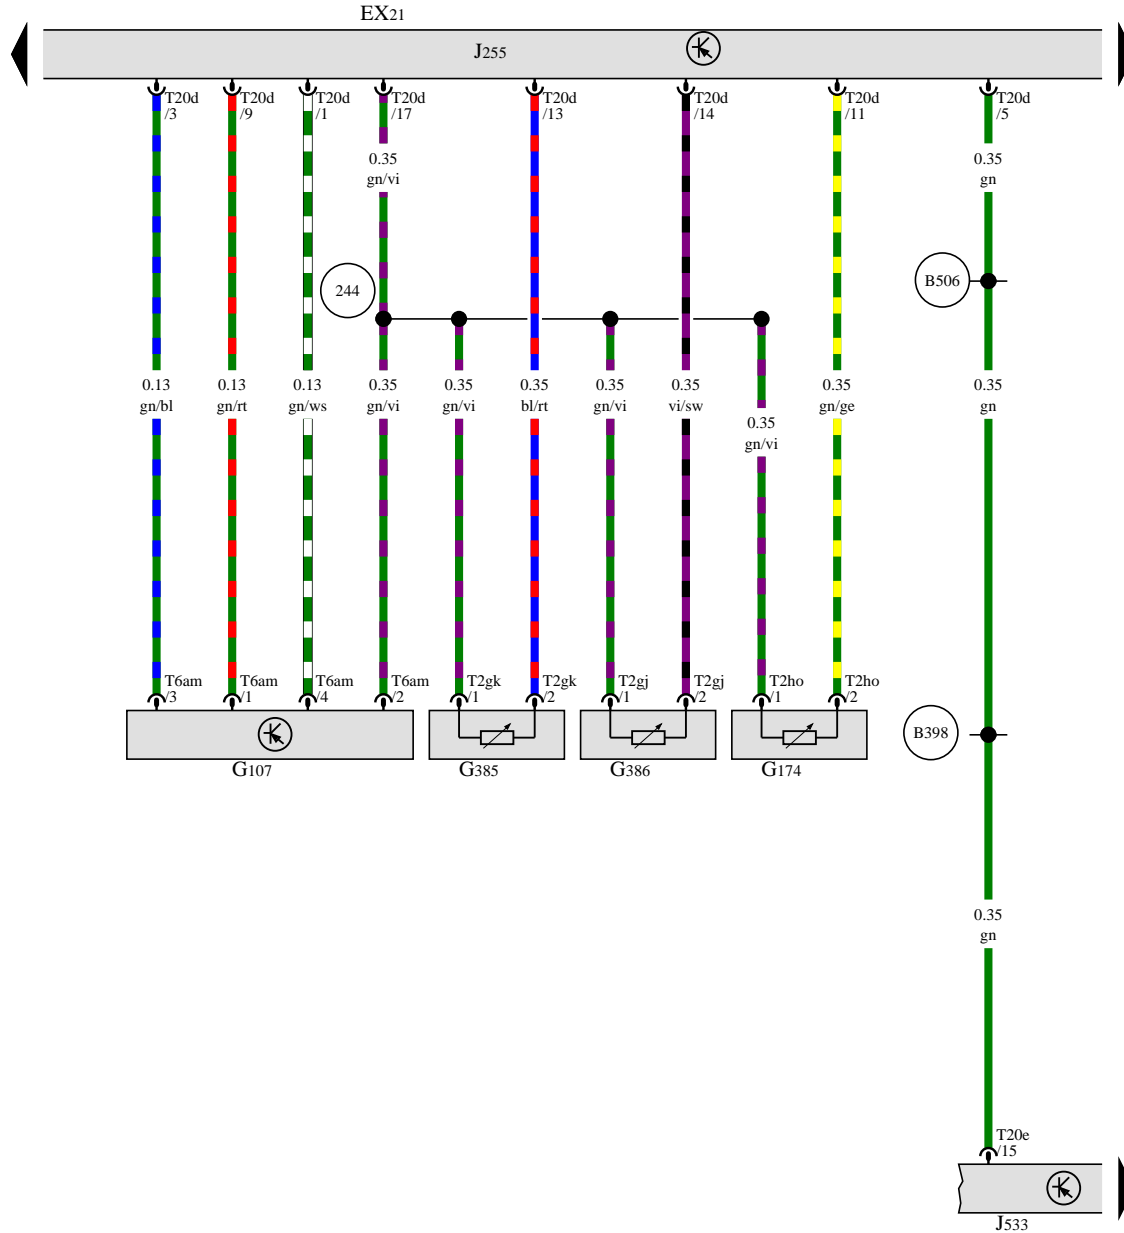 EX21
J255
T20d T20d T20d T20d T20d T20d T20d T20d
/3 /9 /1 /17 /13 /14 /11 /5
0.35 0.35
gn/vi gn
244 B506
0.13 0.13 0.13 0.35 0.35 0.35 0.35 0.35 0.35 0.35
gn/bl gn/rt gn/ws gn/vi gn/vi bl/rt gn/vi vi/sw gn/ge gn
0.35
gn/vi
T6am T6am T6am T6am T2gk T2gk T2gj T2gj T2ho T2ho
/3 /1 /4 /2 /1 /2 /1 /2 /1 /2
B398
G107 G385 G386 G174
0.35
gn
T20e
/15
J533